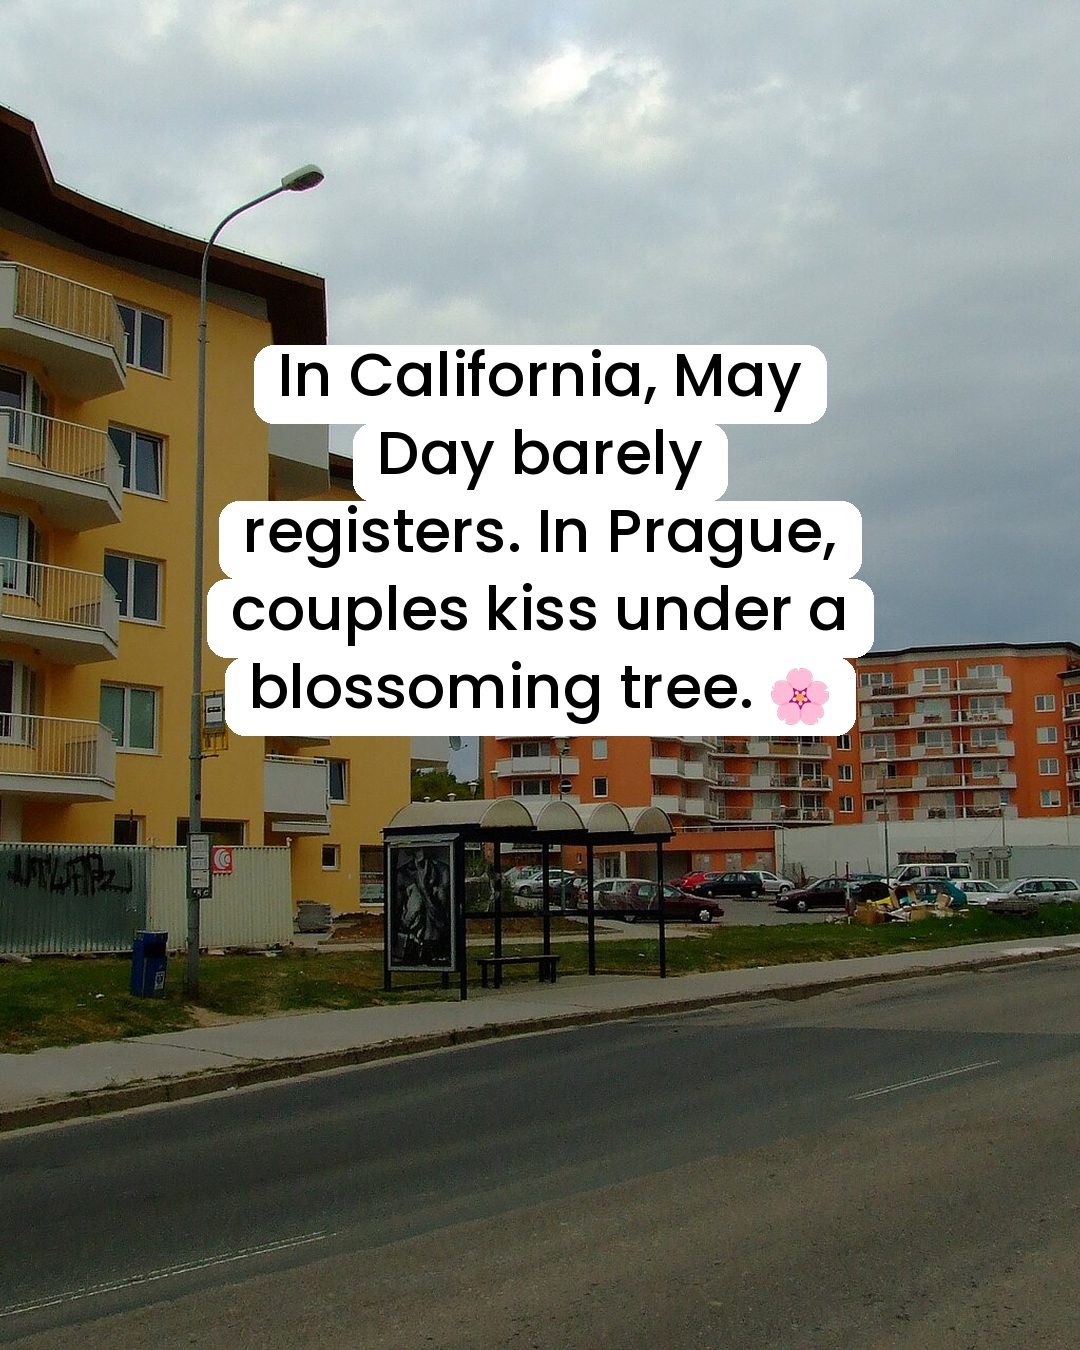 In California, May
Day barely
registers. In Prague,
couples kiss under a
blossoming tree. 🌸